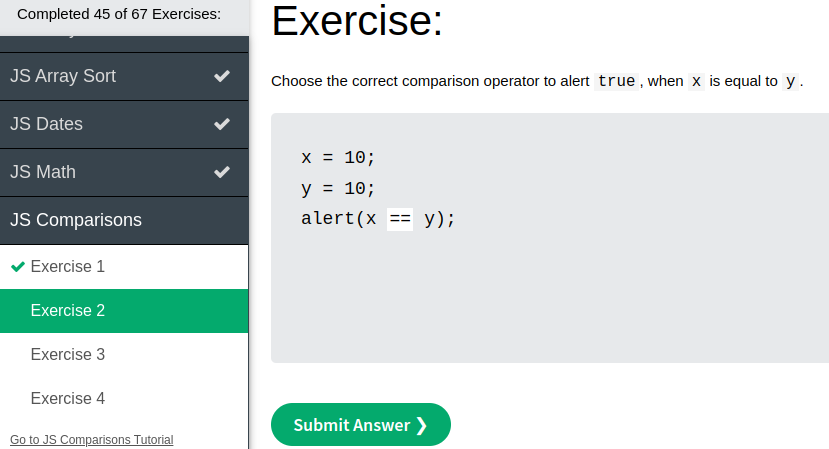 Completed 45 of 67 Exercises:
JS Array Sort
JS Dates
JS Math
JS Comparisons
Exercise 1
Exercise 2
Exercise 3
Exercise 4
Go to JS Comparisons Tutorial
Exercise:
Choose the correct comparison operator to alert true, when x is equal to y.
x = 10;
y = 10;
alert(x == y);
Submit Answer ❯